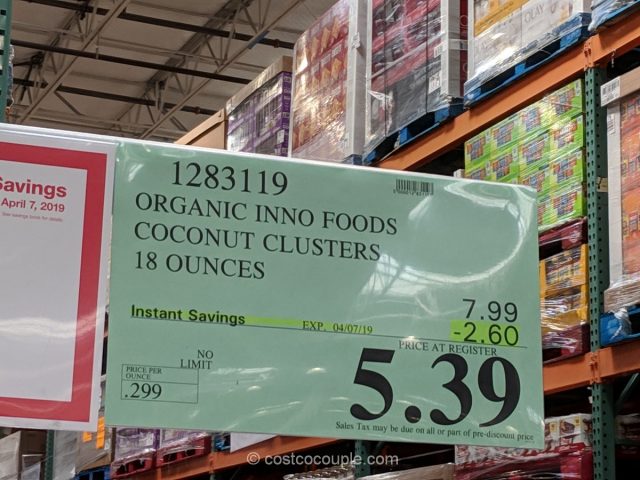 Savings
April 7, 2019
1283119
ORGANIC INNO FOODS
COCONUT CLUSTERS
18 OUNCES
7.99
Instant Savings EXP. 04/07/19 -2.60
PRICE AT REGISTER
NO
LIMIT
5.39
PRICE PER
OUNCE
.299
Sales Tax may be due on all or part of pre-discount price
OLAY
© costcocouple.com